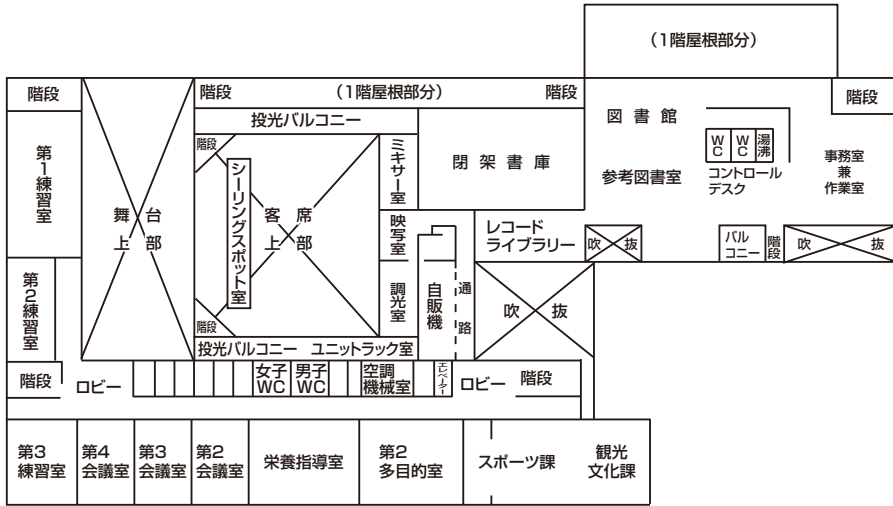 （1階屋根部分）
階段
階段
（1階屋根部分）
階段
階段
投光バルコニー
図書館
第1練習室
階段
ミキサー室
閉架書庫
WC
WC
湯沸
事務室
兼
作業室
シーリングスポット室
参考図書室
コントロール
デスク
舞台
上部
客席
上部
映写室
レコード
ライブラリー
吹抜
バル
コニー
階段
吹抜
第2練習室
調光室
自販機
通路
吹抜
階段
投光バルコニー ユニットラック室
階段
ロビー
女子
WC
男子
WC
空調
機械室
エレベーター
ロビー
階段
第3
練習室
第4
会議室
第3
会議室
第2
会議室
栄養指導室
第2
多目的室
スポーツ課
観光
文化課